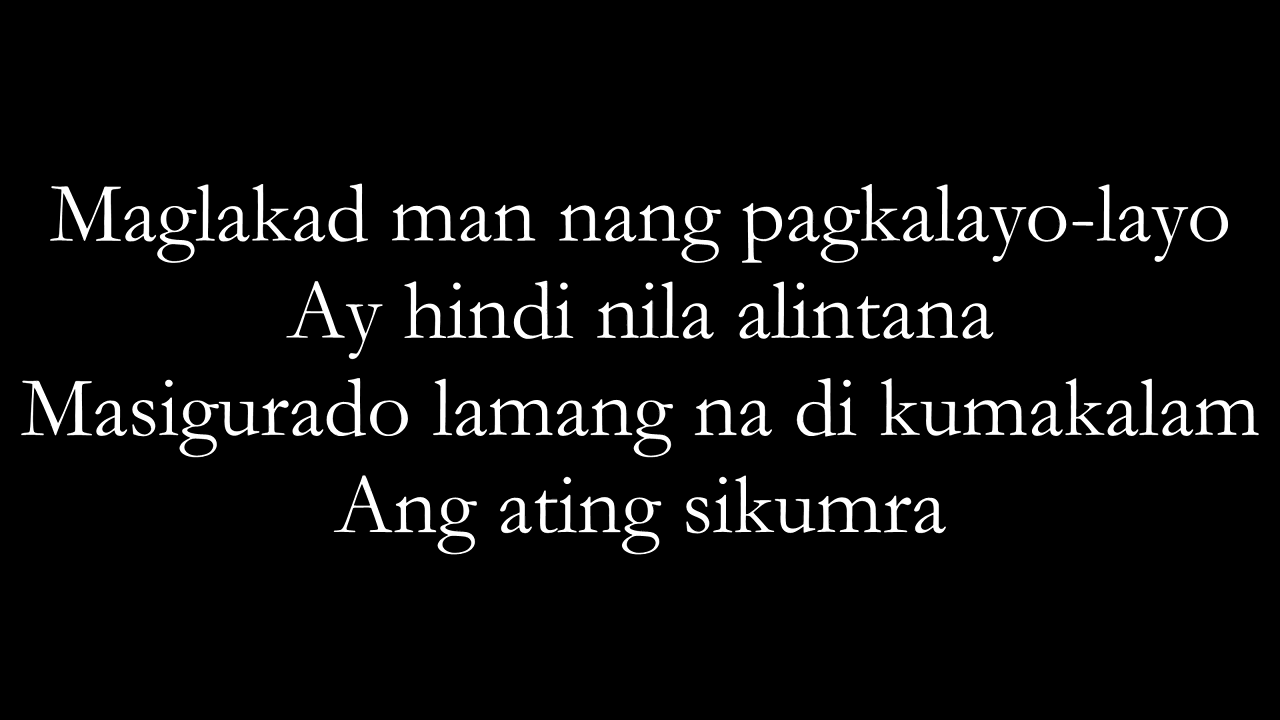 Maglakad man nang pagkalayo-layo
Ay hindi nila alintana
Masigurado lamang na di kumakalam
Ang ating sikumra